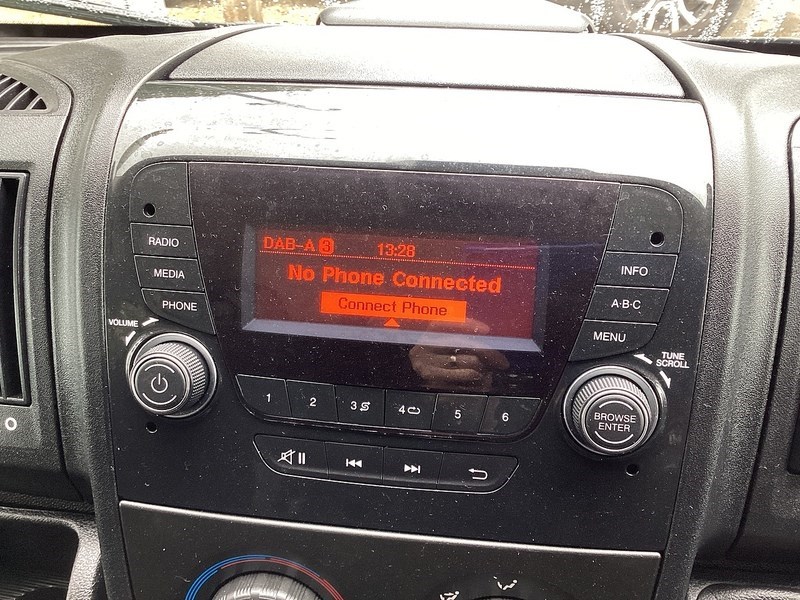 DAB-A 3 13:28
No Phone Connected
Connect Phone
RADIO
MEDIA
PHONE
INFO
A·B·C
MENU
VOLUME
TUNE
SCROLL
1 2 3 4 5 6
BROWSE
ENTER